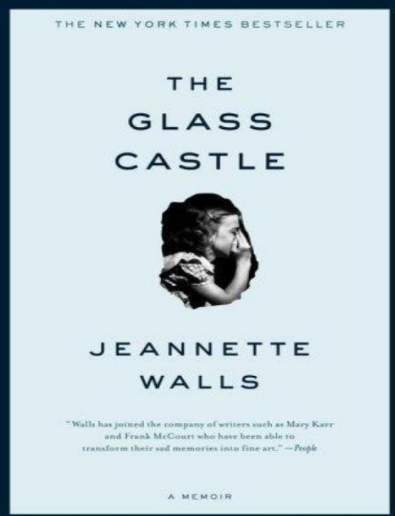 THE NEW YORK TIMES BESTSELLER
THE
GLASS
CASTLE
JEANNETTE
WALLS
"Walls has joined the company of writers such as Mary Karr
and Frank McCourt who have been able to
transform their sad memories into fine art." —People
A MEMOIR